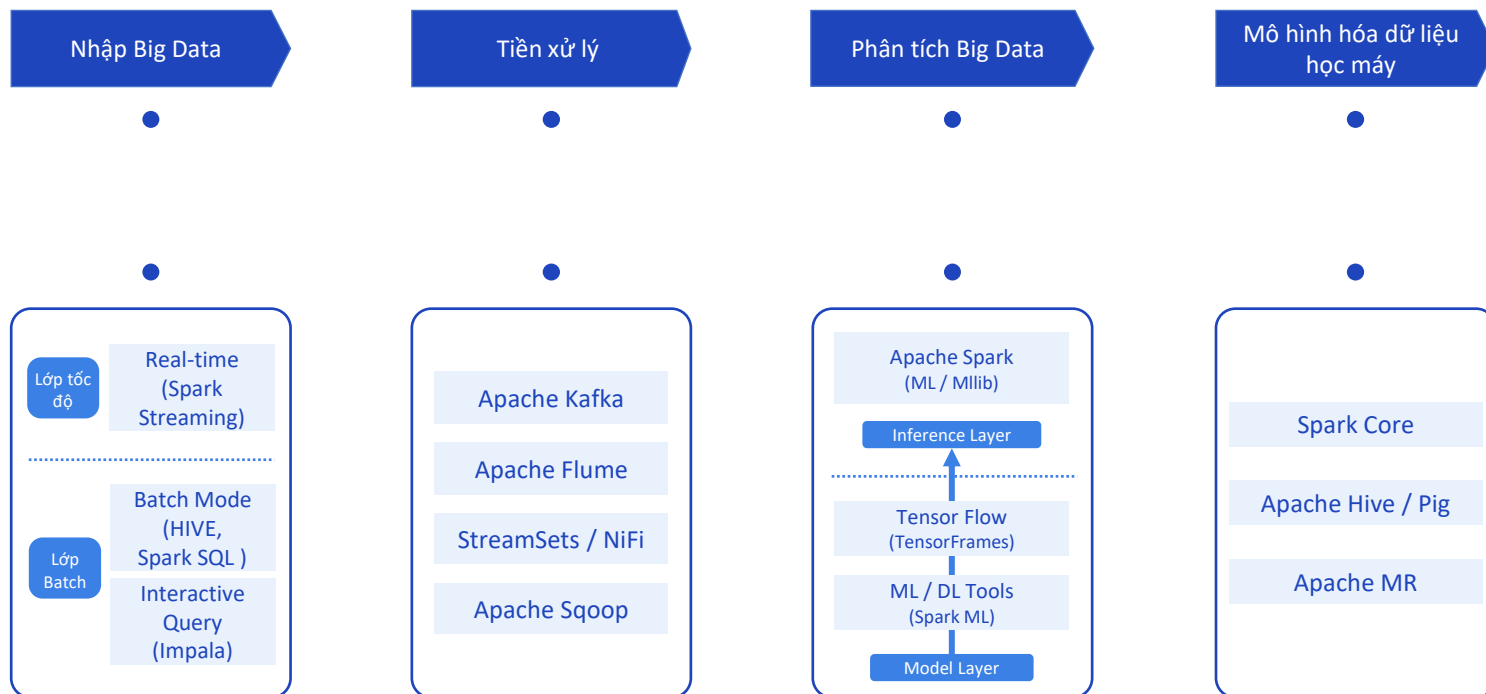 Nhập Big Data
Tiền xử lý
Phân tích Big Data
Mô hình hóa dữ liệu
học máy
Lớp tốc
độ
Real-time
(Spark
Streaming)
Lớp
Batch
Batch Mode
(HIVE,
Spark SQL )
Interactive
Query
(Impala)
Apache Kafka
Apache Flume
StreamSets / NiFi
Apache Sqoop
Apache Spark
(ML / Mllib)
Inference Layer
Tensor Flow
(TensorFrames)
ML / DL Tools
(Spark ML)
Model Layer
Spark Core
Apache Hive / Pig
Apache MR